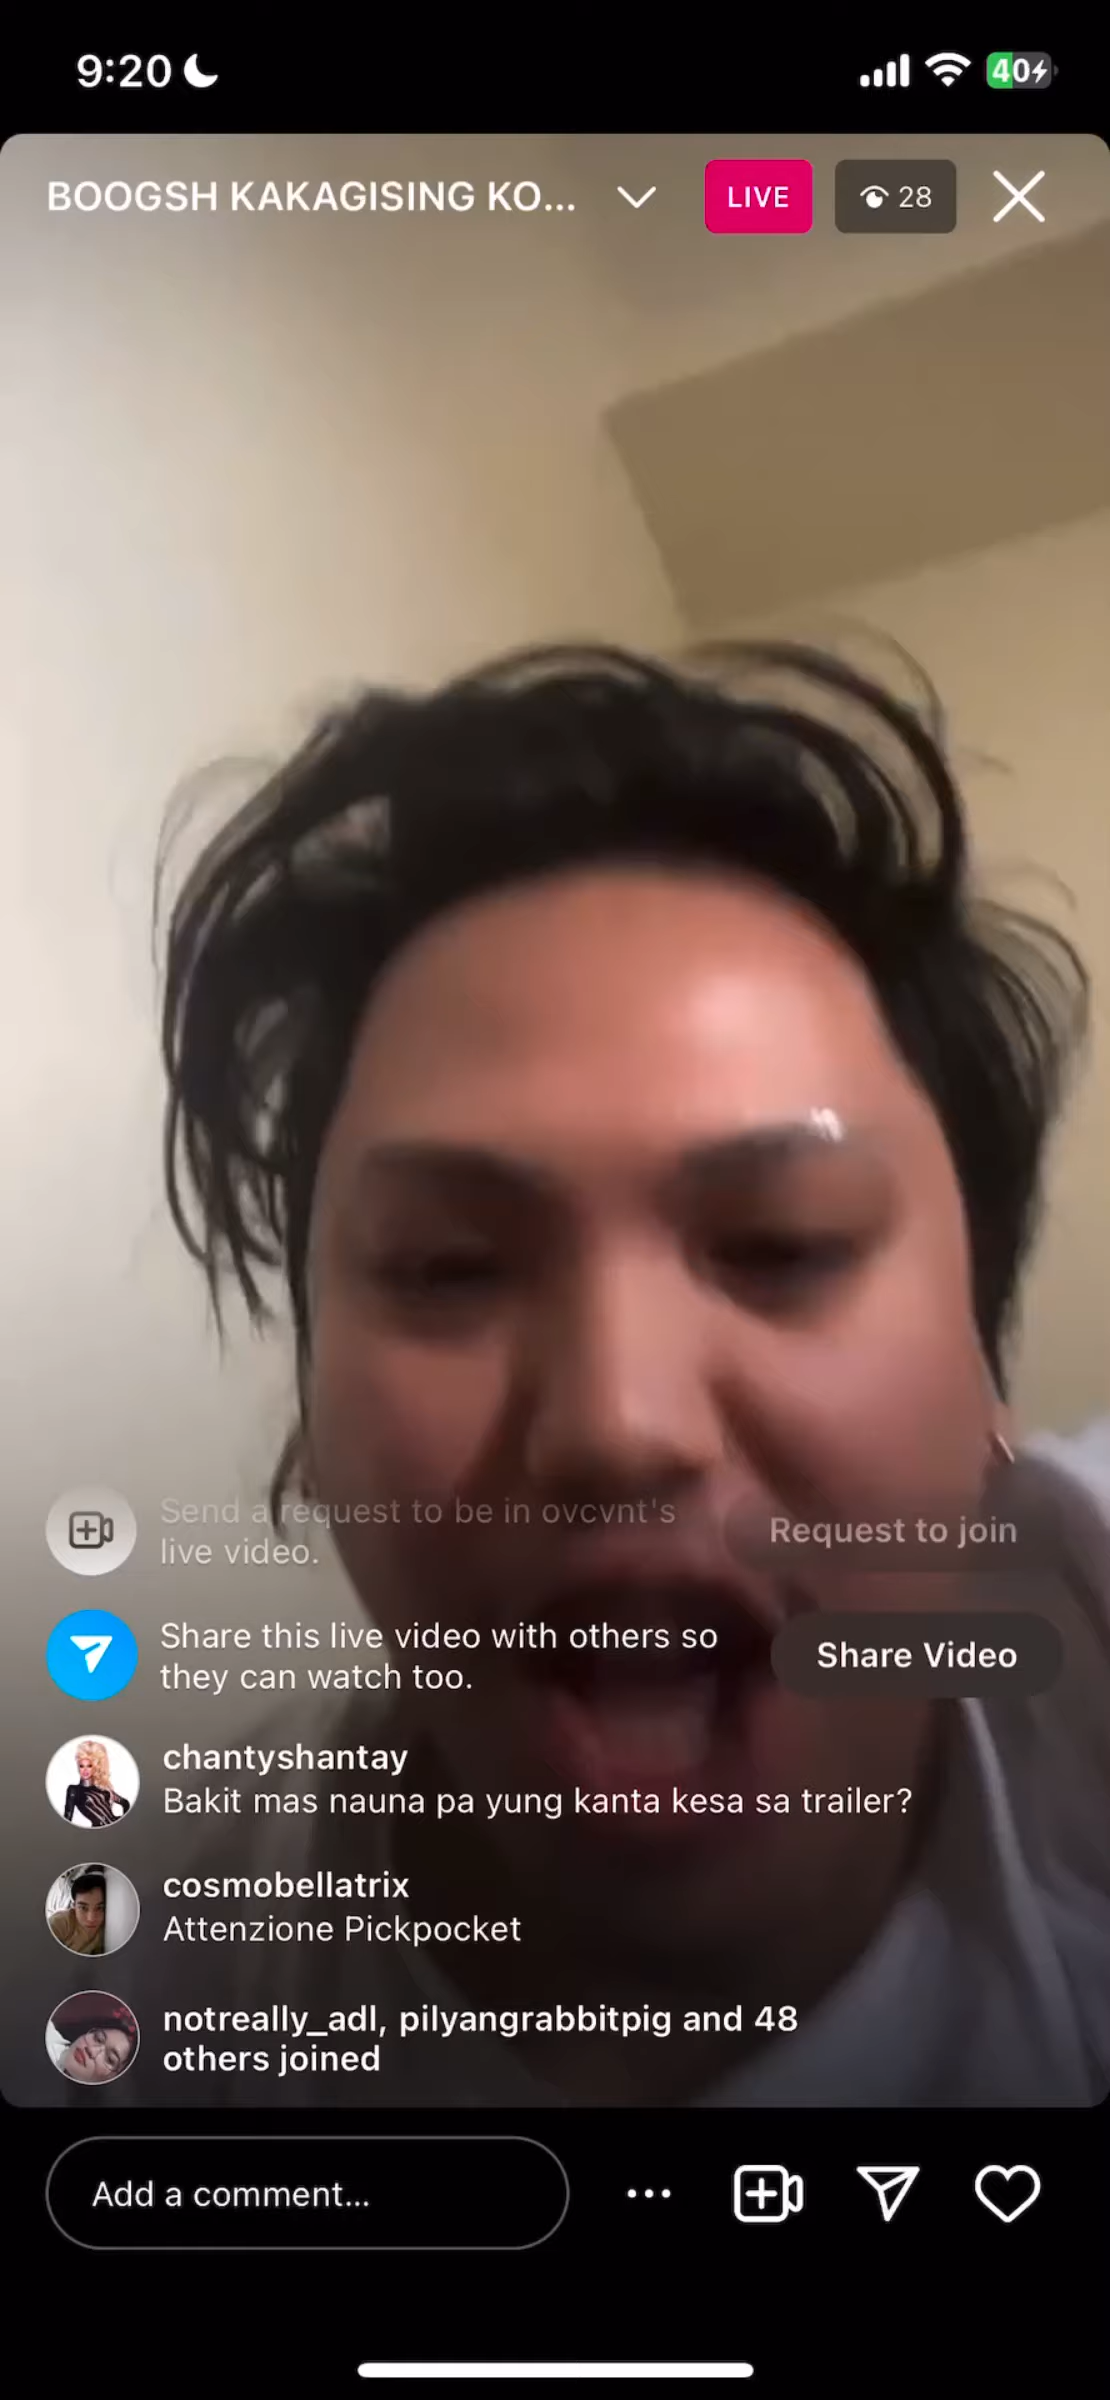 9:20
40
BOOGSH KAKAGISING KO...
LIVE
28
Send a request to be in ovcvnt's
live video.
Request to join
Share this live video with others so
they can watch too.
Share Video
chantyshantay
Bakit mas nauna pa yung kanta kesa sa trailer?
cosmobellatrix
Attenzione Pickpocket
notreally_adl, pilyangrabbitpig and 48
others joined
Add a comment...